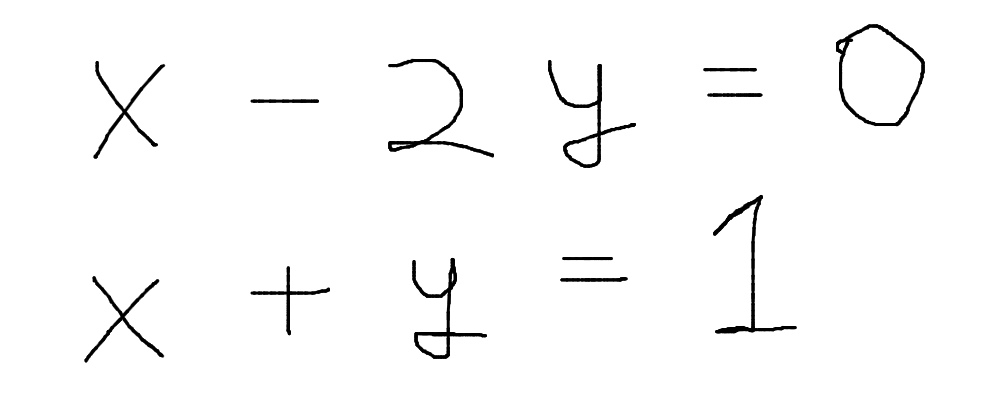 x - 2y = 0
x + y = 1